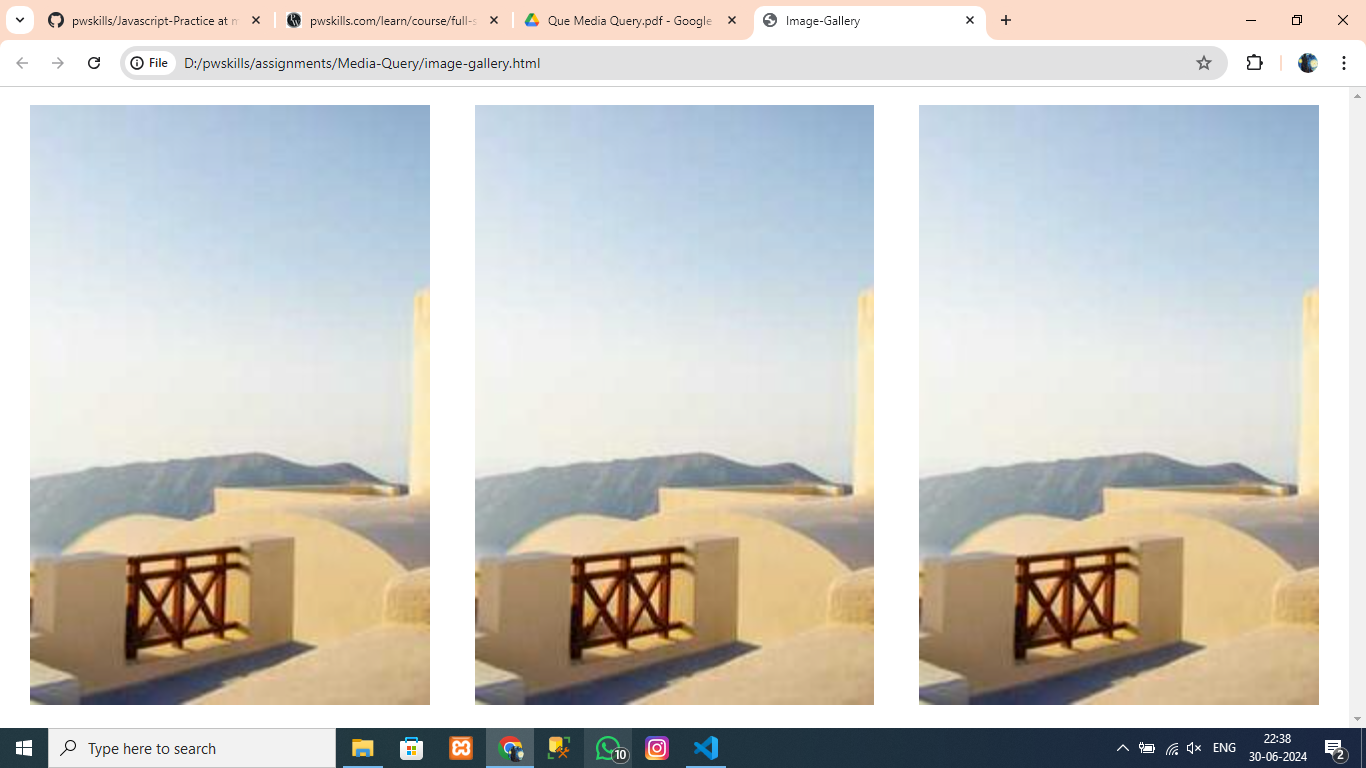 pwskills/Javascript-Practice at m
pwskills.com/learn/course/full-s
Que Media Query.pdf - Google
Image-Gallery
File
D:/pwskills/assignments/Media-Query/image-gallery.html
Type here to search
10
ENG
22:38
30-06-2024
2